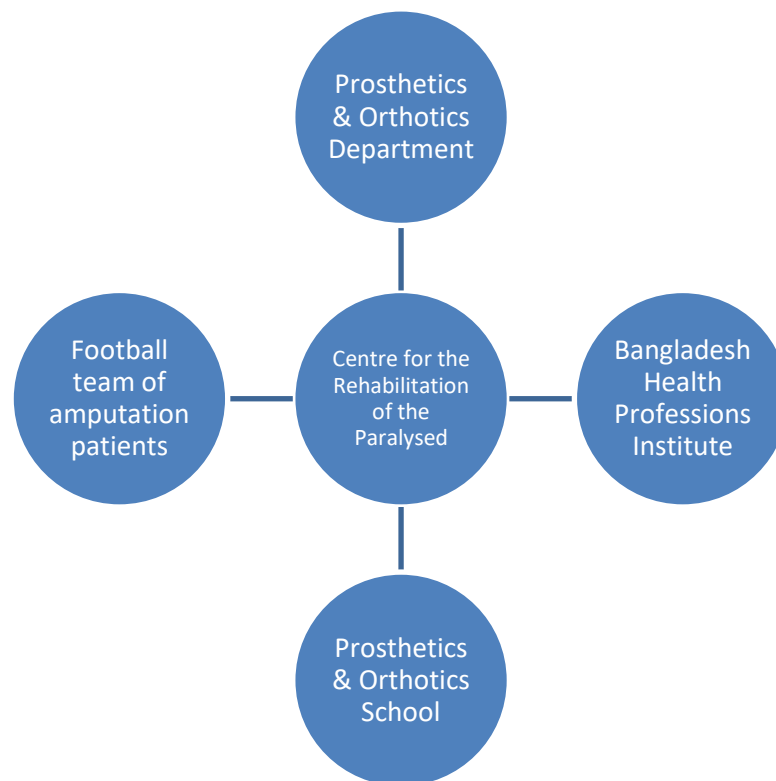 Prosthetics
& Orthotics
Department
Football
team of
amputation
patients
Centre for the
Rehabilitation
of the
Paralysed
Bangladesh
Health
Professions
Institute
Prosthetics
& Orthotics
School